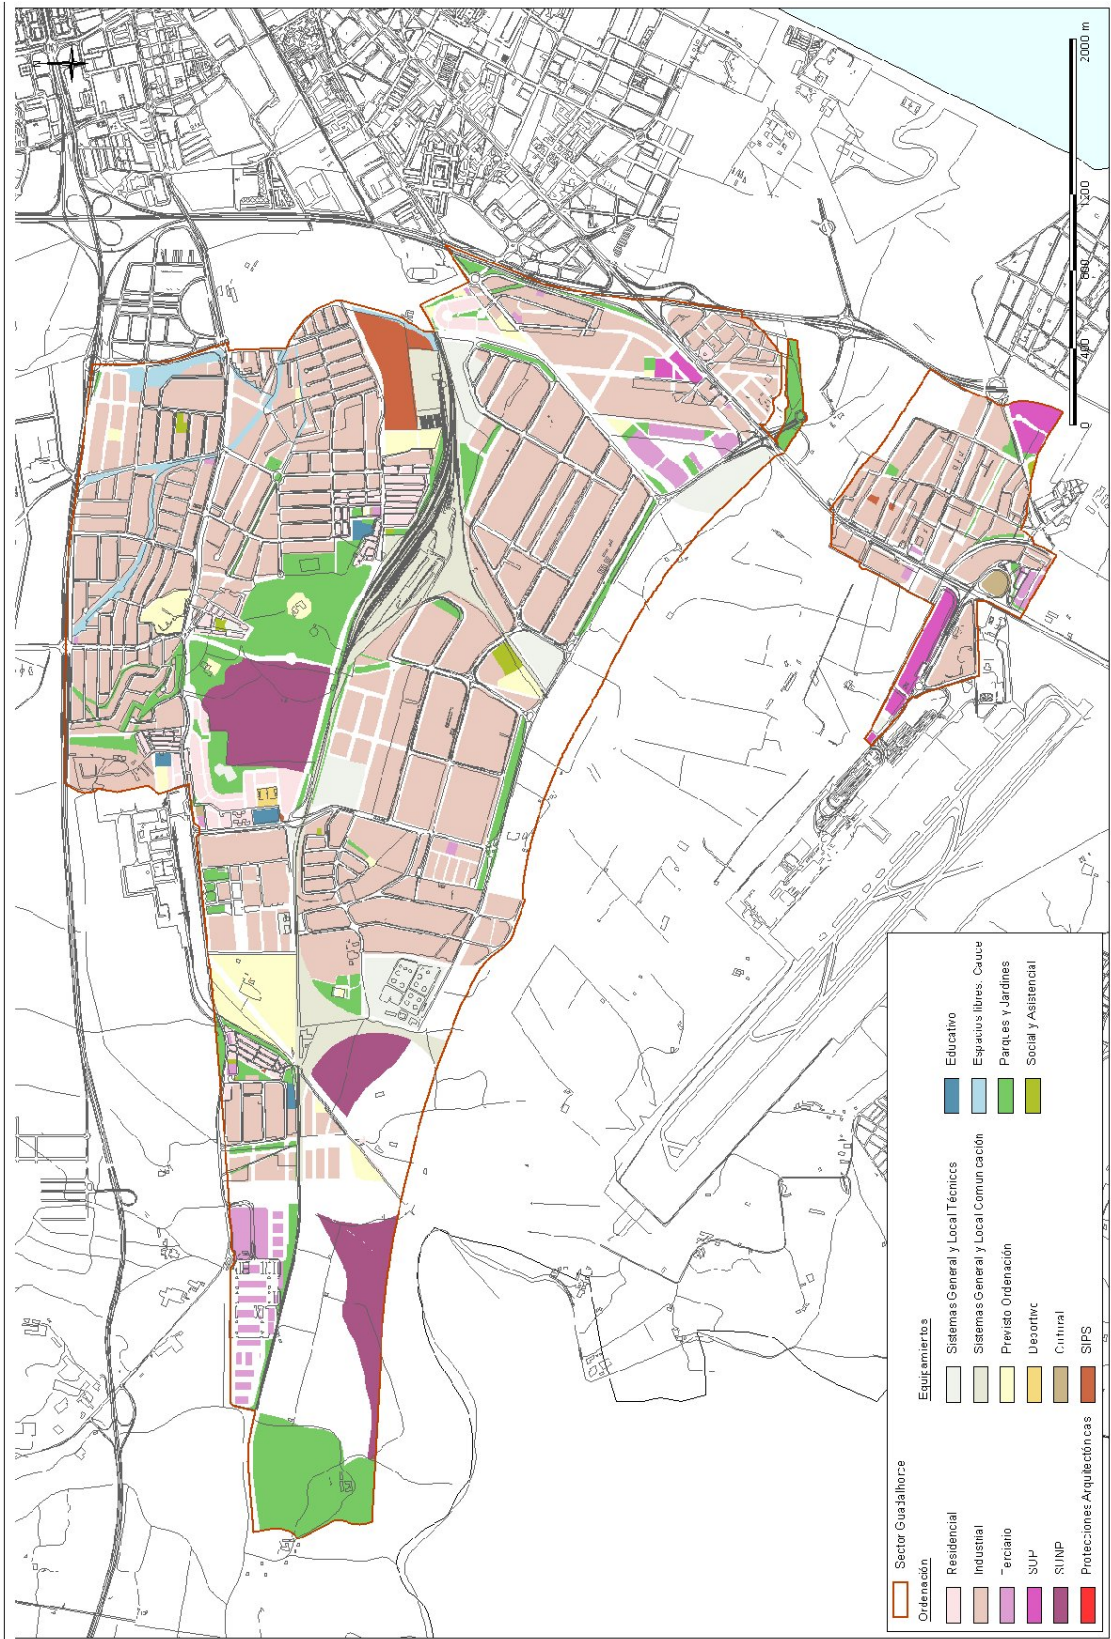 2000 m
1200
800
400
0
Sector Guadalhorce
Ordenación
Residencial
Industrial
Terciario
SUP
SUNP
Protecciones Arquitectónicas
Equipamientos
Sistemas General y Local Técnicos
Sistemas General y Local Comunicación
Previsto Ordenación
Deportivo
Cultural
SIPS
Educativo
Espacios libres. Cauce
Parques y Jardines
Social y Asistencial